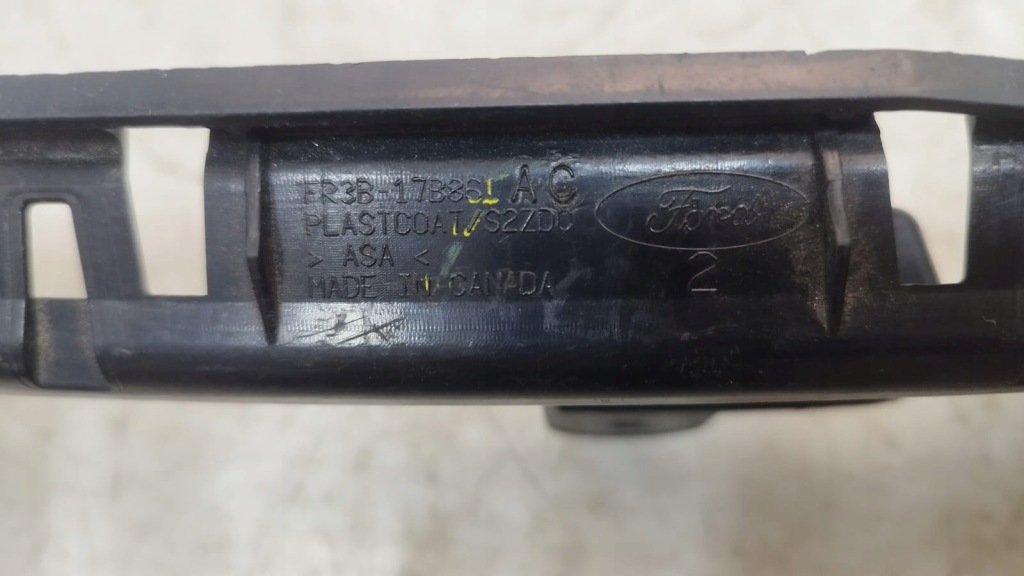 FR3B-17B861 AC
PLASTCOAT/S2ZDC
> ASA <
MADE IN CANADA
Ford
2